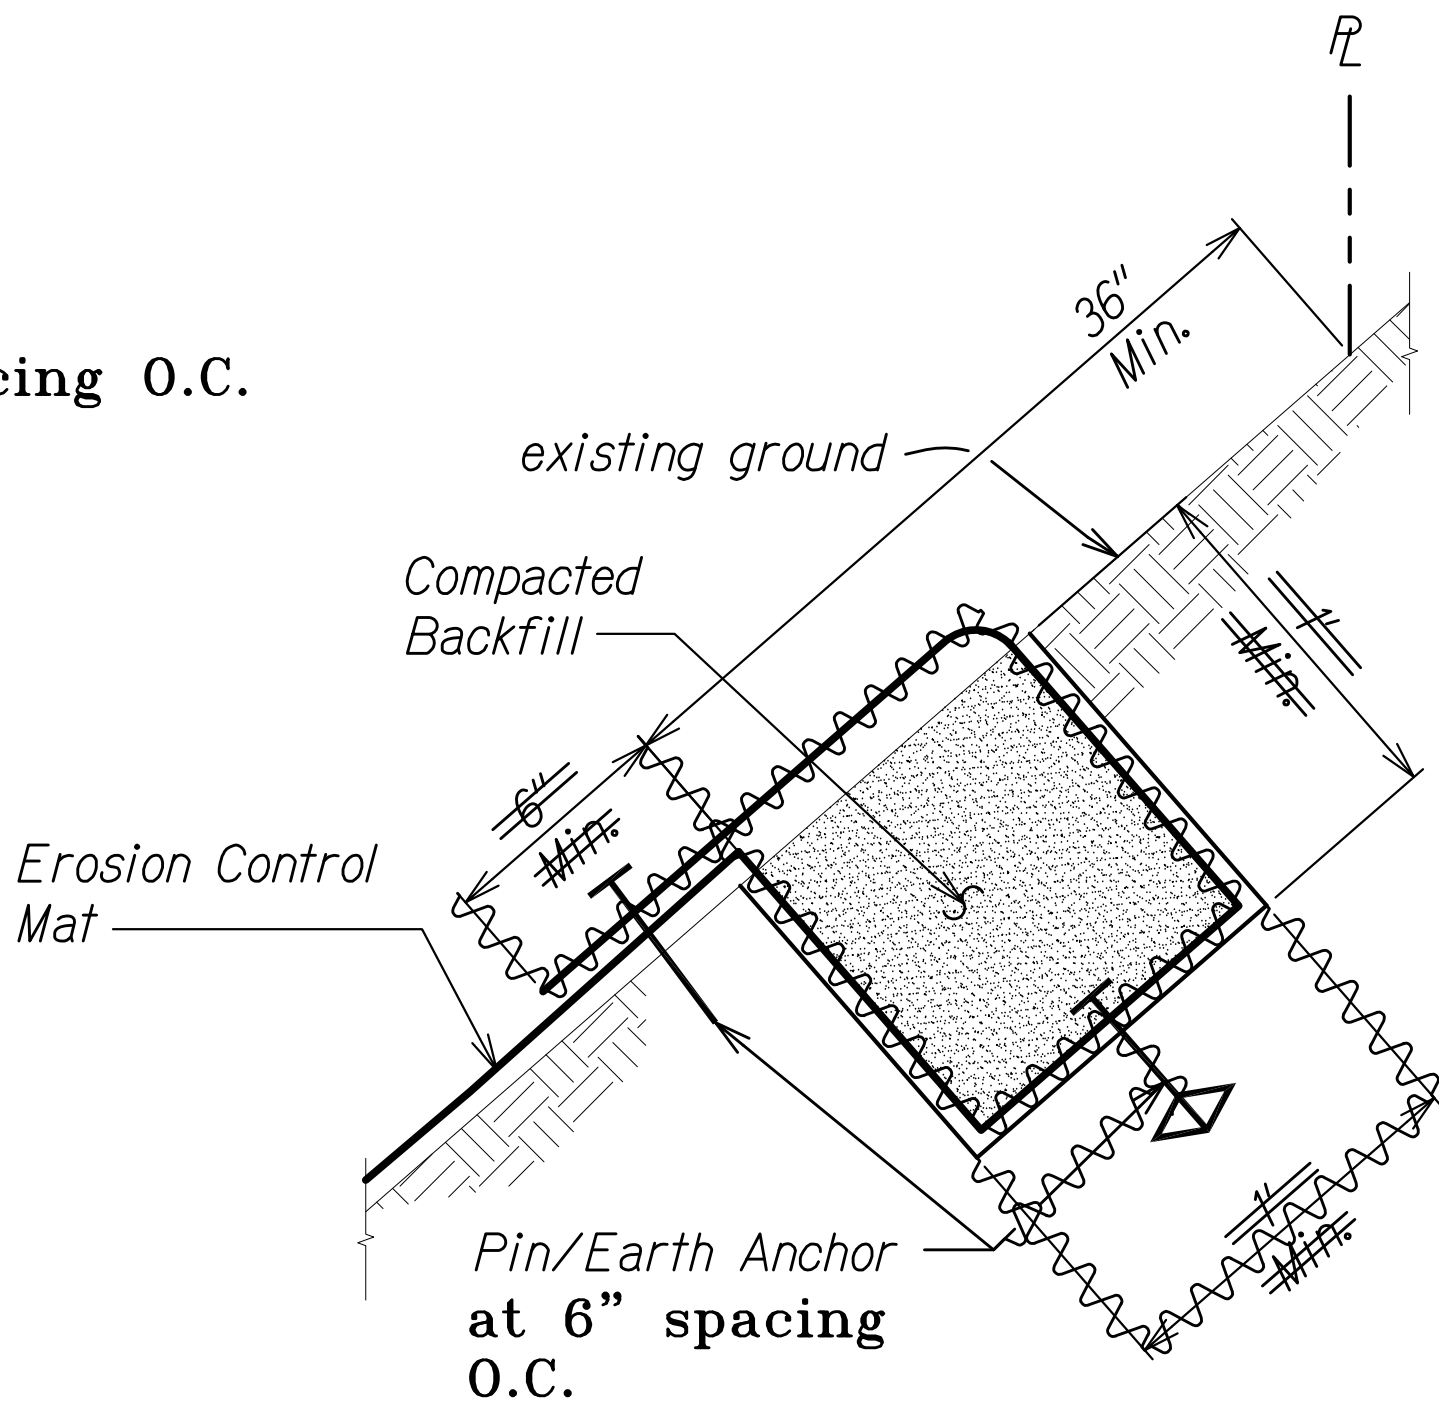 PL
36"
Min.
cing O.C.
existing ground
Compacted
Backfill
1'
Min.
6"
Min.
Erosion Control
Mat
1'
Min.
Pin/Earth Anchor
at 6” spacing
O.C.